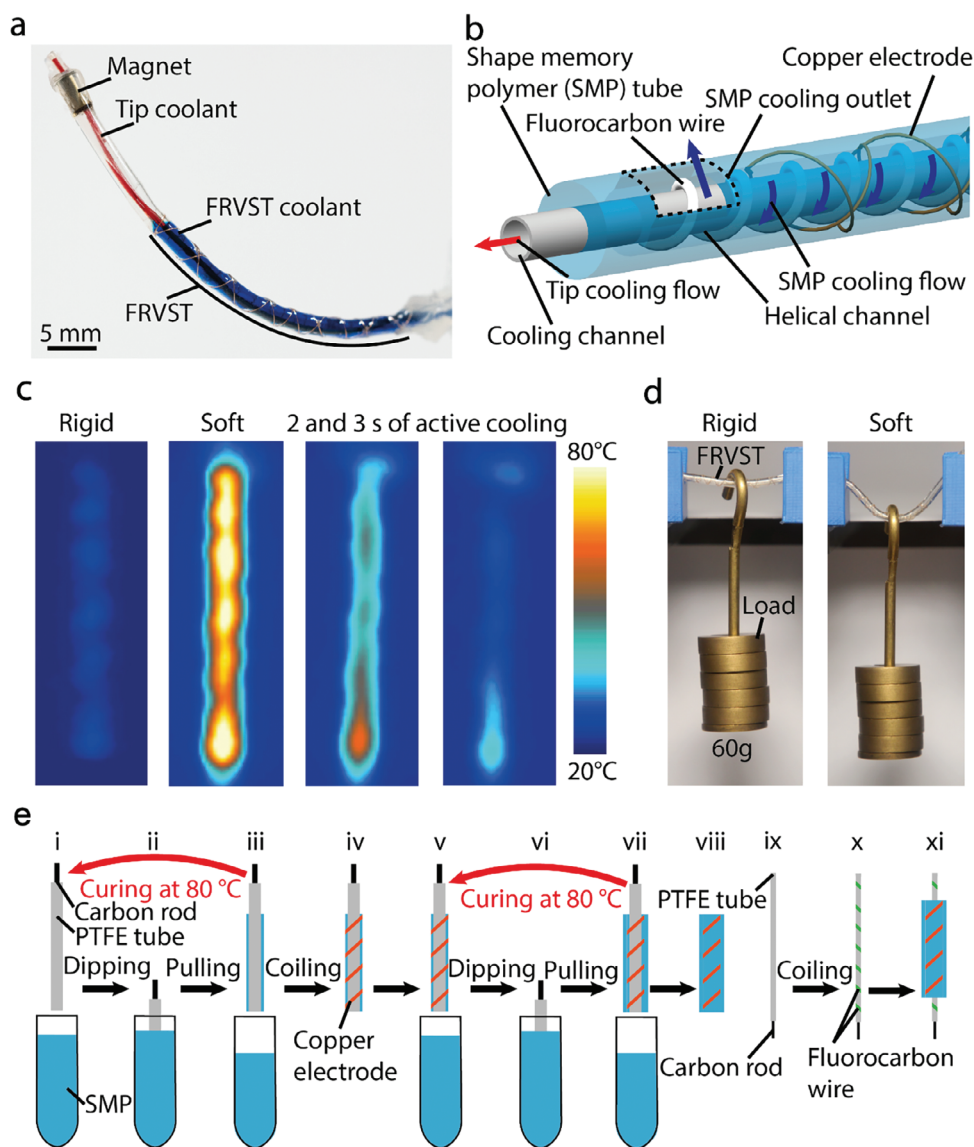 a
Magnet
Tip coolant
FRVST coolant
FRVST
5 mm
b
Shape memory
polymer (SMP) tube
Fluorocarbon wire
Copper electrode
SMP cooling outlet
Tip cooling flow
Cooling channel
SMP cooling flow
Helical channel
c
Rigid
Soft
2 and 3 s of active cooling
80°C
20°C
d
Rigid
FRVST
Load
60g
Soft
e
i
ii
iii
iv
v
vi
vii
viii
ix
x
xi
Curing at 80 °C
Carbon rod
PTFE tube
Dipping
Pulling
Coiling
Copper
electrode
SMP
Curing at 80 °C
Dipping
Pulling
PTFE tube
Coiling
Carbon rod
Fluorocarbon
wire